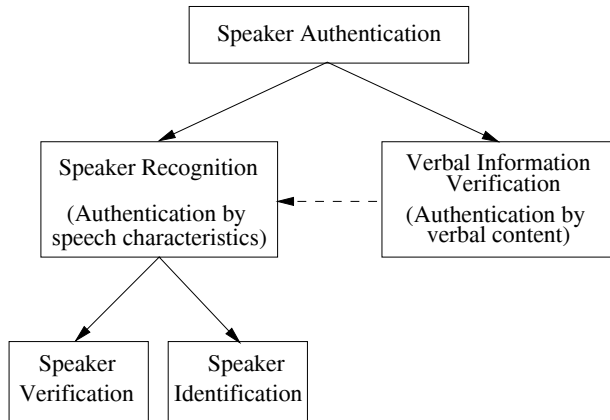 Speaker Authentication
Speaker Recognition
(Authentication by
speech characteristics)
Verbal Information
Verification
(Authentication by
verbal content)
Speaker
Verification
Speaker
Identification